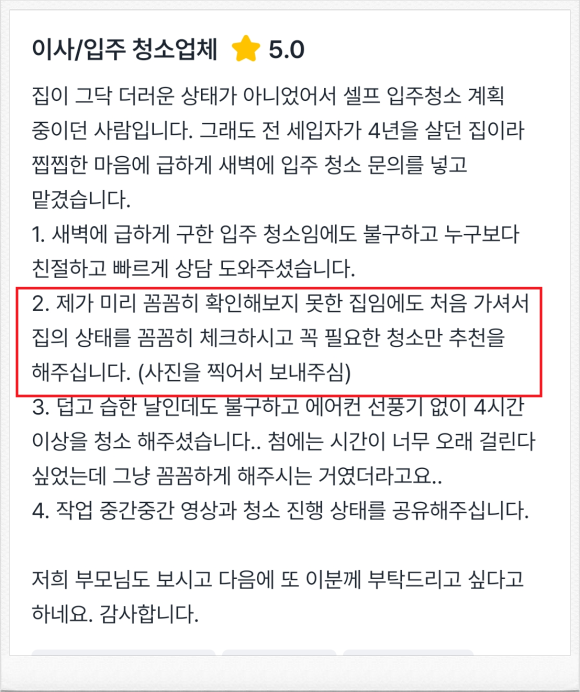 이사/입주 청소업체 ⭐ 5.0
집이 그닥 더러운 상태가 아니었어서 셀프 입주청소 계획
중이던 사람입니다. 그래도 전 세입자가 4년을 살던 집이라
찝찝한 마음에 급하게 새벽에 입주 청소 문의를 넣고
맡겼습니다.
1. 새벽에 급하게 구한 입주 청소임에도 불구하고 누구보다
친절하고 빠르게 상담 도와주셨습니다.
2. 제가 미리 꼼꼼히 확인해보지 못한 집임에도 처음 가셔서
집의 상태를 꼼꼼히 체크하시고 꼭 필요한 청소만 추천을
해주십니다. (사진을 찍어서 보내주심)
3. 덥고 습한 날인데도 불구하고 에어컨 선풍기 없이 4시간
이상을 청소 해주셨습니다.. 첨에는 시간이 너무 오래 걸린다
싶었는데 그냥 꼼꼼하게 해주시는 거였더라고요..
4. 작업 중간중간 영상과 청소 진행 상태를 공유해주십니다.
저희 부모님도 보시고 다음에 또 이분께 부탁드리고 싶다고
하네요. 감사합니다.